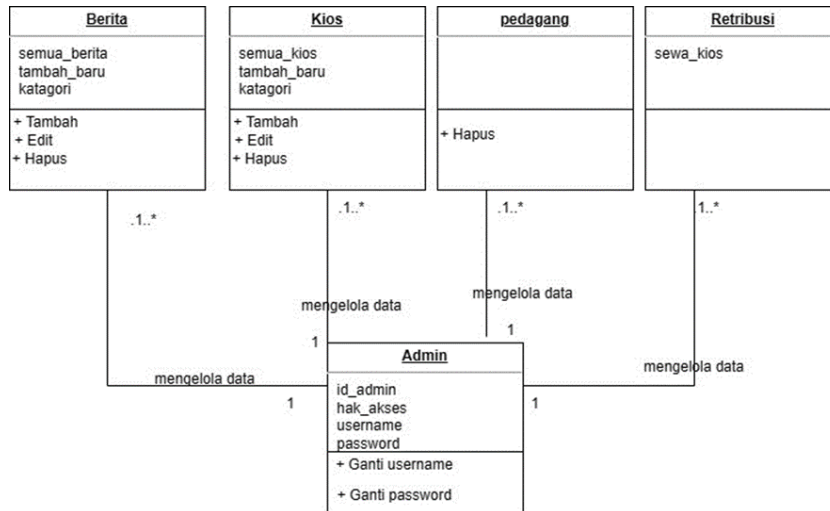 Berita
semua_berita
tambah_baru
katagori
+ Tambah
+ Edit
+ Hapus
Kios
semua_kios
tambah_baru
katagori
+ Tambah
+ Edit
+ Hapus
pedagang
+ Hapus
Retribusi
sewa_kios
.1..*
.1..*
.1..*
.1..*
mengelola data
mengelola data
mengelola data
mengelola data
1
1
1
1
Admin
id_admin
hak_akses
username
password
+ Ganti username
+ Ganti password